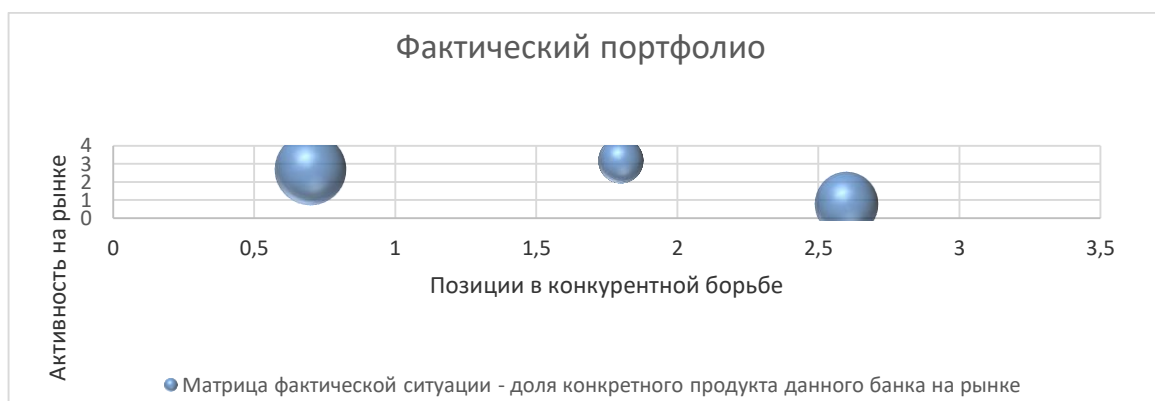 Фактический портфолио
Активность на рынке
4
3
2
1
0
0 0,5 1 1,5 2 2,5 3 3,5
Позиции в конкурентной борьбе
Матрица фактической ситуации - доля конкретного продукта данного банка на рынке